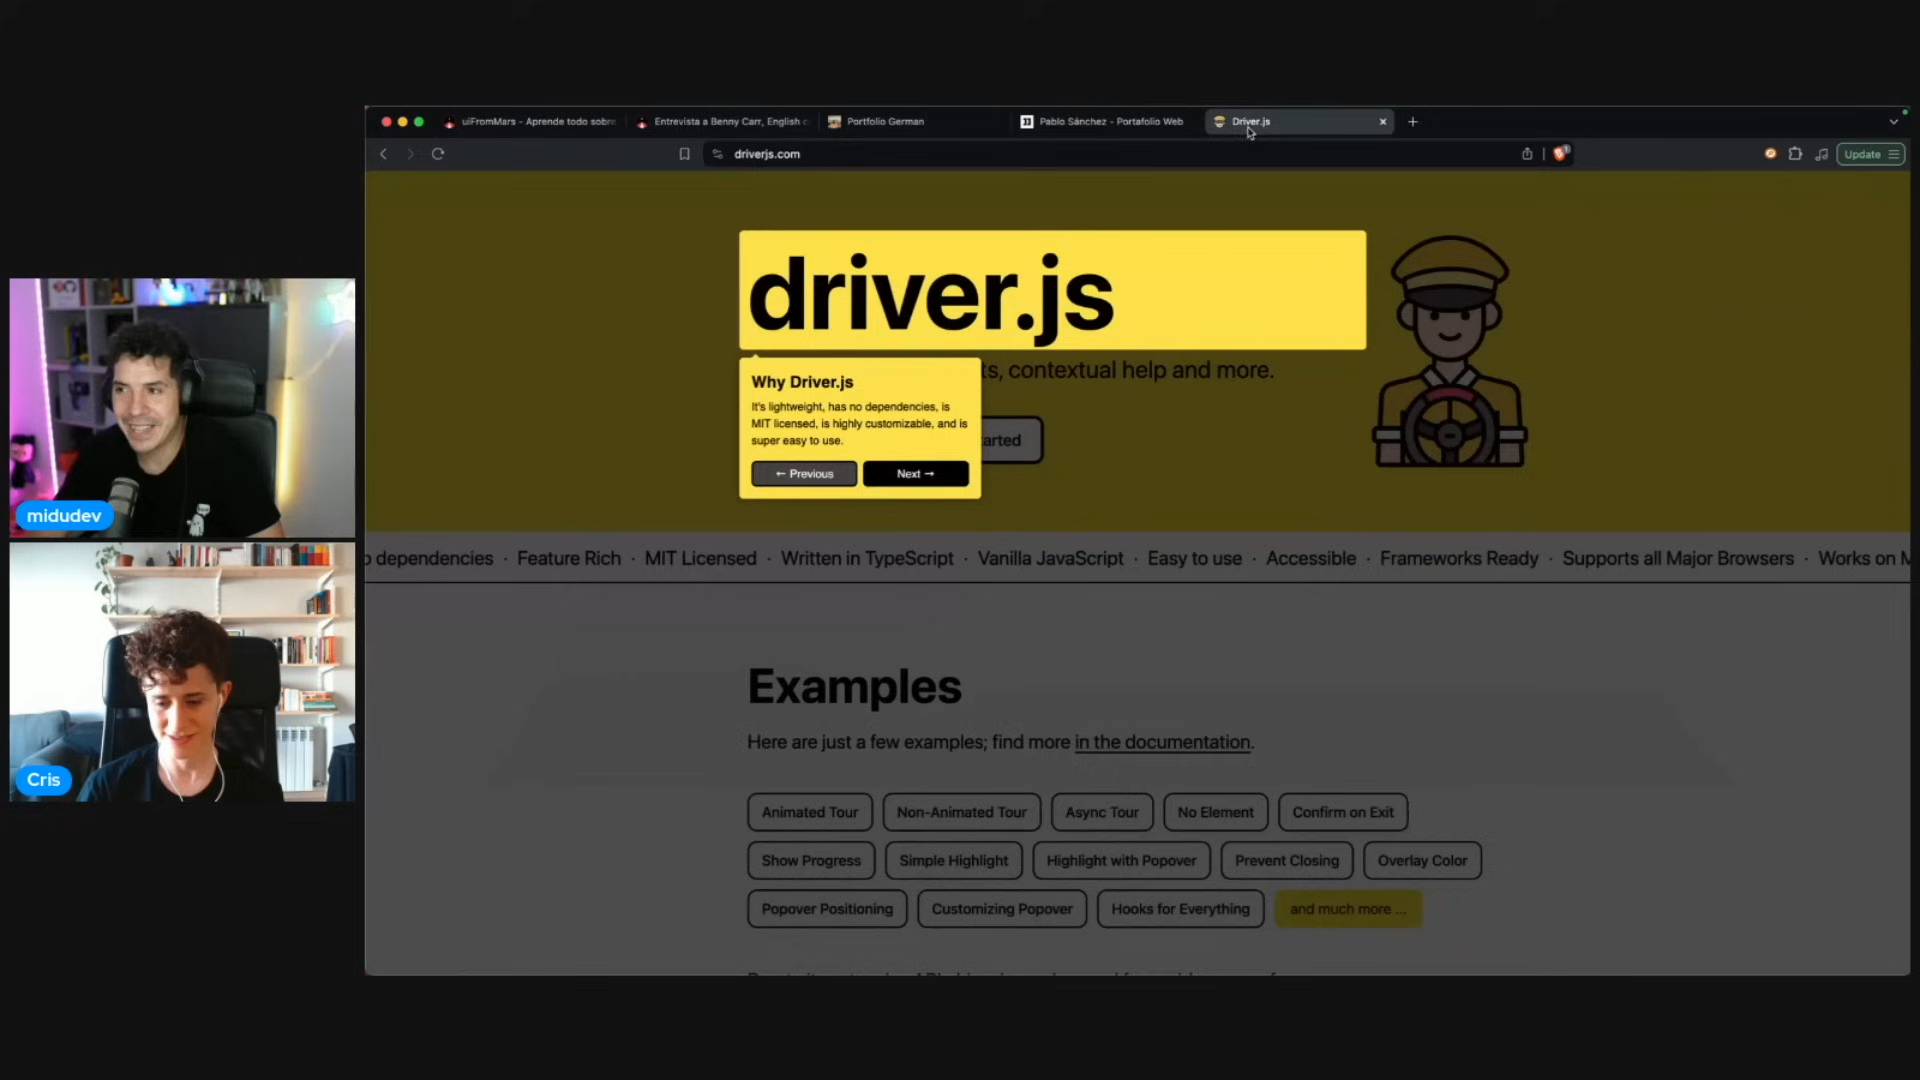 uiFromMars - Aprende todo sobre
Entrevista a Benny Carr, English
Portfolio German
Pablo Sánchez - Portafolio Web
Driver.js
driverjs.com
Update
driver.js
ts, contextual help and more.
Why Driver.js
It's lightweight, has no dependencies, is
MIT licensed, is highly customizable, and is
super easy to use.
arted
← Previous
Next →
midudev
o dependencies · Feature Rich · MIT Licensed · Written in TypeScript · Vanilla JavaScript · Easy to use · Accessible · Frameworks Ready · Supports all Major Browsers · Works on M
Examples
Here are just a few examples; find more in the documentation.
Cris
Animated Tour
Non-Animated Tour
Async Tour
No Element
Confirm on Exit
Show Progress
Simple Highlight
Highlight with Popover
Prevent Closing
Overlay Color
Popover Positioning
Customizing Popover
Hooks for Everything
and much more ...